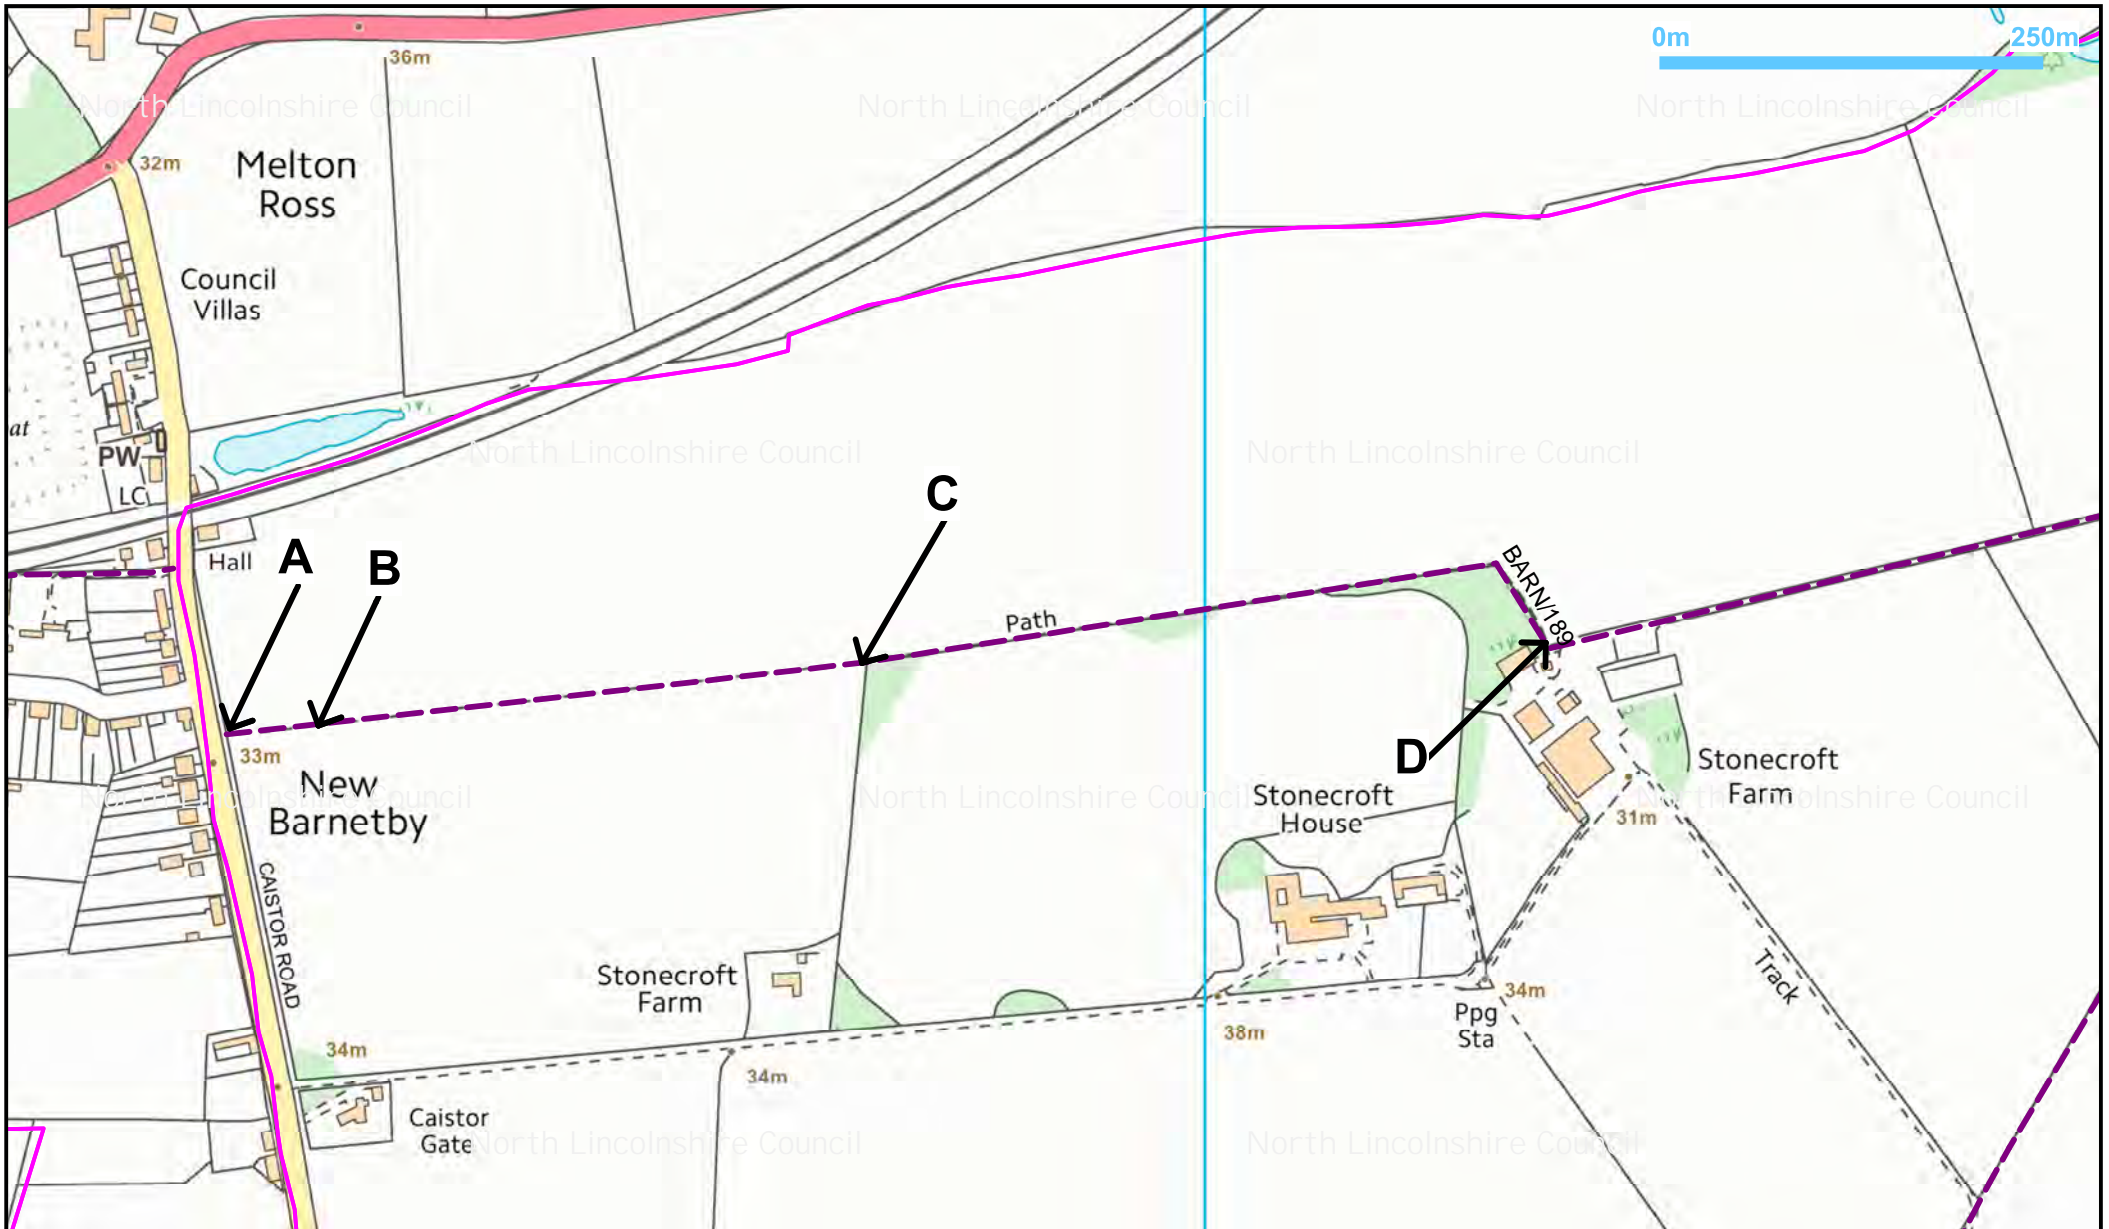 0m
250m
36m
North Lincolnshire Council
North Lincolnshire Council
North Lincolnshire Council
32m
Melton
Ross
Council
Villas
at
PW
LC
North Lincolnshire Council
North Lincolnshire Council
C
A
B
Hall
BARN/189
Path
33m
D
New
Barnetby
Stonecroft
Farm
Stonecroft
House
North Lincolnshire Council
North Lincolnshire Council
North Lincolnshire Council
31m
CAISTOR ROAD
Stonecroft
Farm
Track
34m
Ppg
Sta
38m
34m
34m
Caistor
Gate
North Lincolnshire Council
North Lincolnshire Council